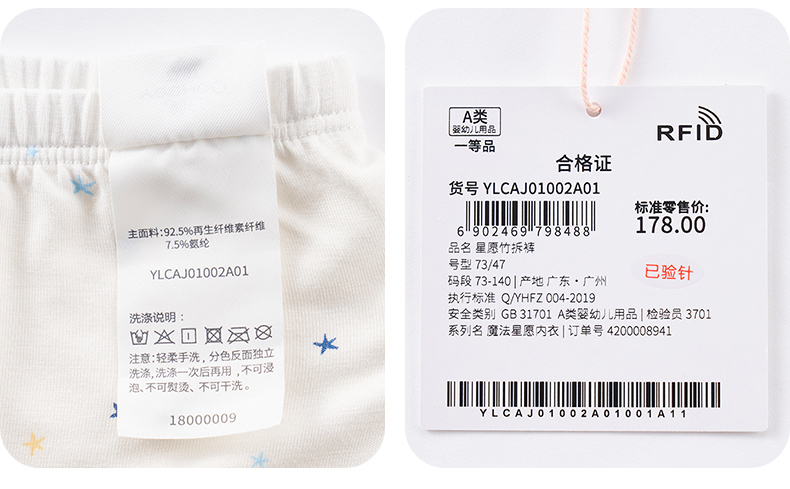 主面料:92.5%再生纤维素纤维
7.5%氨纶
YLCAJ01002A01
洗涤说明:
注意:轻柔手洗, 分色反面独立
洗涤,洗涤一次后再用 ,不可浸
泡、不可熨烫、不可干洗。
18000009
A类
婴幼儿用品
一等品
RFID
合格证
货号 YLCAJ01002A01
6 902469 798488
标准零售价:
178.00
品名 星愿竹拆裤
号型 73/47
码段 73-140 | 产地 广东·广州
执行标准 Q/YHFZ 004-2019
安全类别 GB 31701 A类婴幼儿用品 | 检验员 3701
系列名 魔法星愿内衣 | 订单号 4200008941
已验针
YLCAJ01002A01001A11